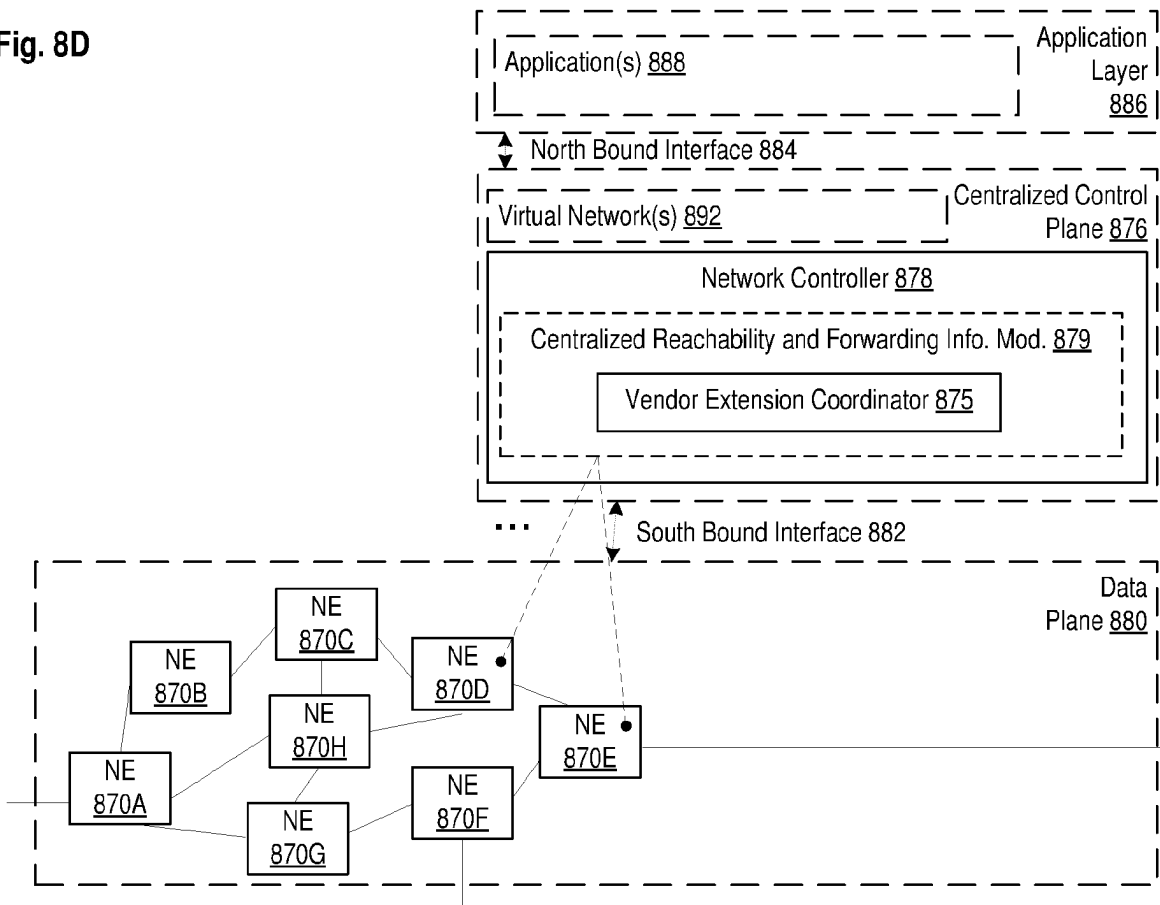 Fig. 8D
Application(s) 888
Application
Layer
886
North Bound Interface 884
Virtual Network(s) 892
Centralized Control
Plane 876
Network Controller 878
Centralized Reachability and Forwarding Info. Mod. 879
Vendor Extension Coordinator 875
...
South Bound Interface 882
Data
Plane 880
NE
870C
NE
870B
NE
870D
NE
870H
NE
870E
NE
870A
NE
870F
NE
870G